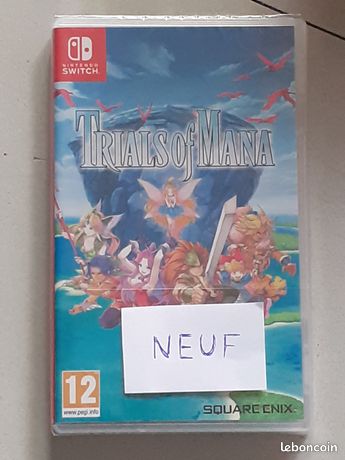 NINTENDO
SWITCH
TRIALS of MANA
NEUF
12
www.pegi.info
SQUARE ENIX
leboncoin